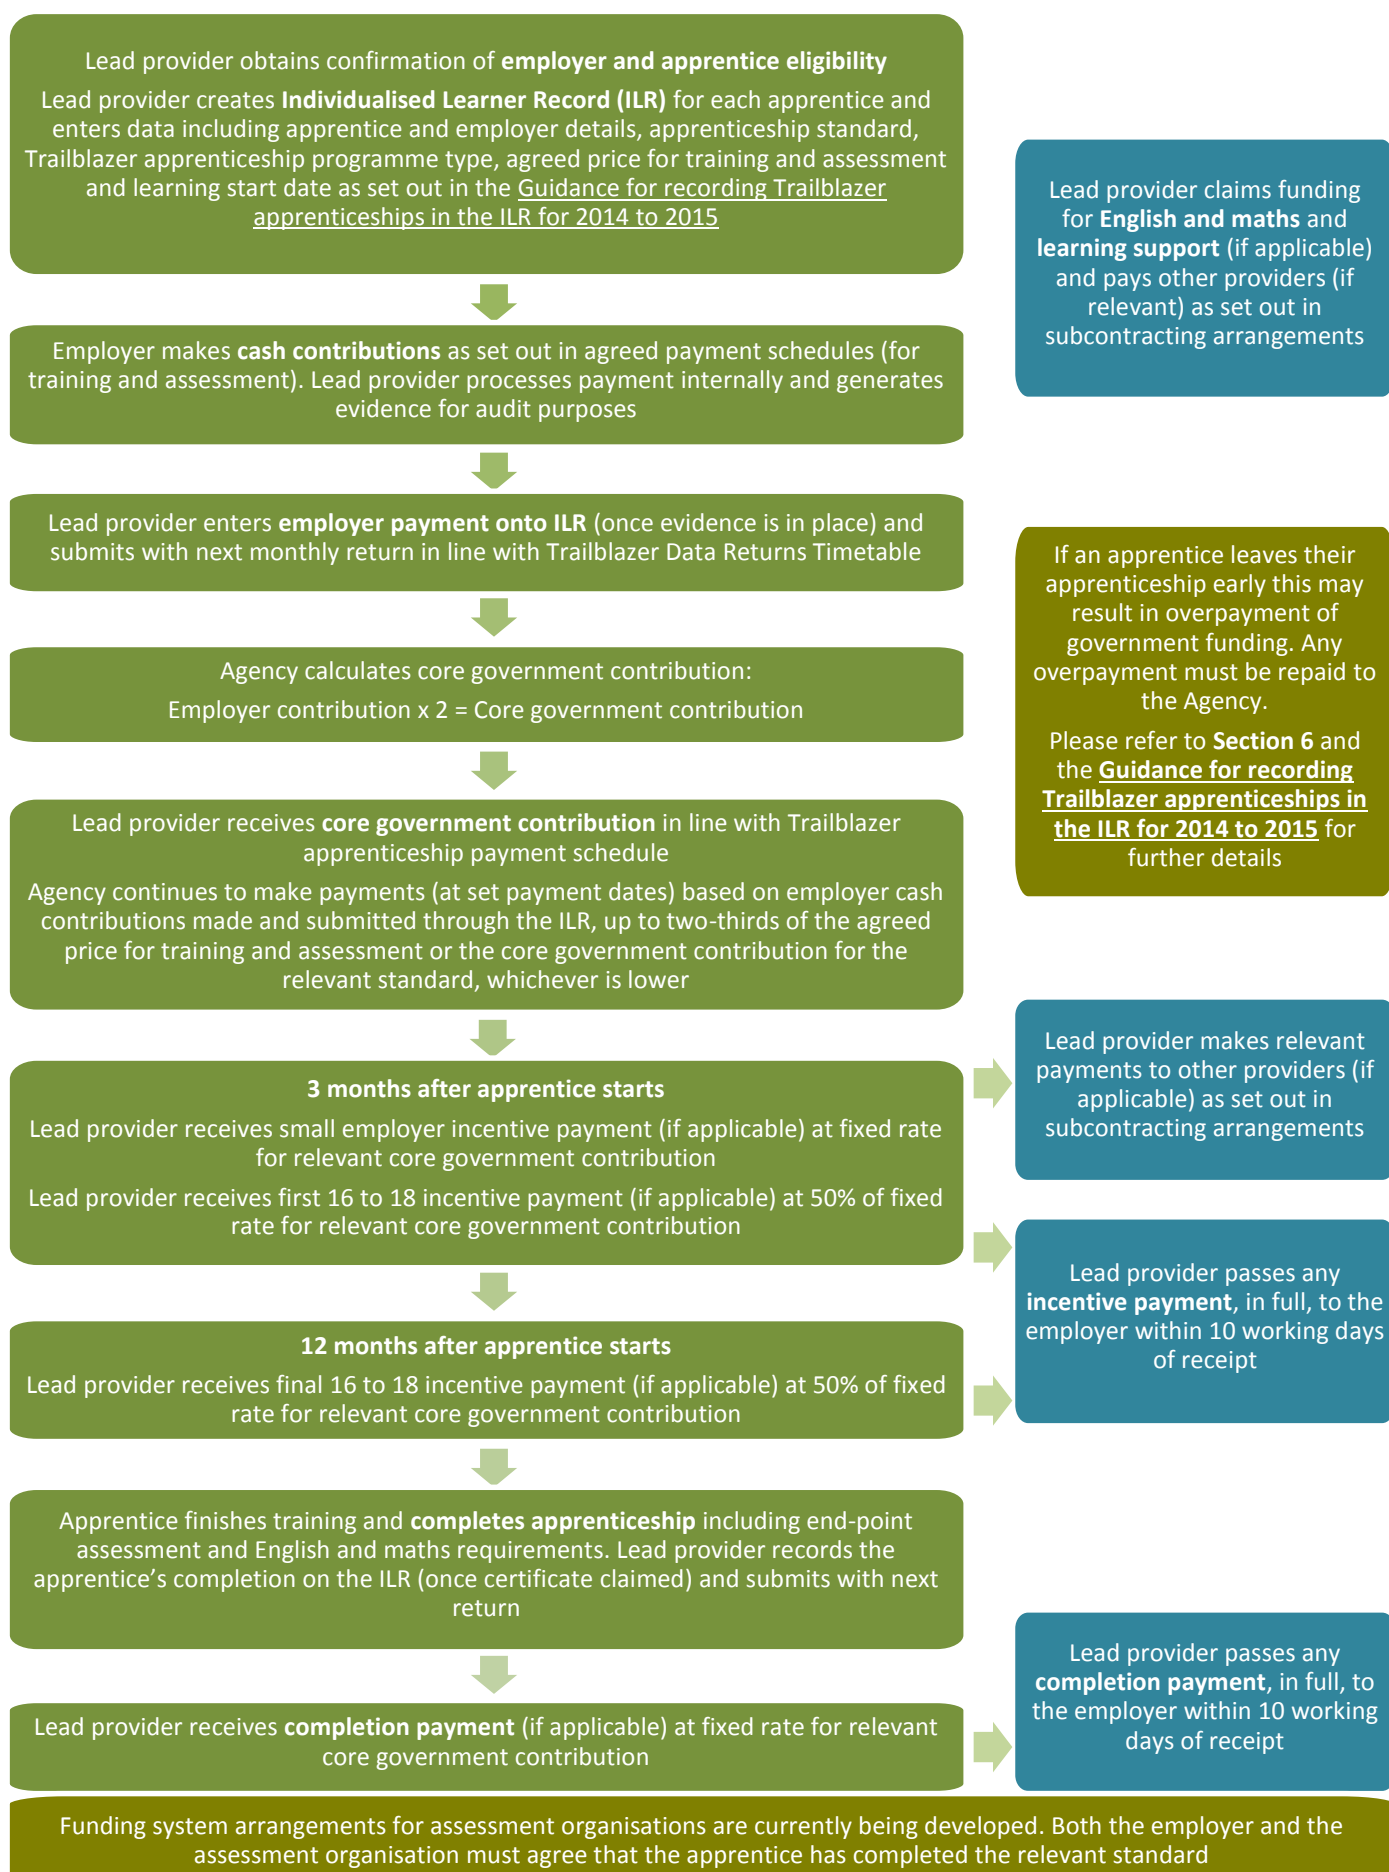 Lead provider obtains confirmation of employer and apprentice eligibility
Lead provider creates Individualised Learner Record (ILR) for each apprentice and
enters data including apprentice and employer details, apprenticeship standard,
Trailblazer apprenticeship programme type, agreed price for training and assessment
and learning start date as set out in the Guidance for recording Trailblazer
apprenticeships in the ILR for 2014 to 2015
Lead provider claims funding
for English and maths and
learning support (if applicable)
and pays other providers (if
relevant) as set out in
subcontracting arrangements
Employer makes cash contributions as set out in agreed payment schedules (for
training and assessment). Lead provider processes payment internally and generates
evidence for audit purposes
Lead provider enters employer payment onto ILR (once evidence is in place) and
submits with next monthly return in line with Trailblazer Data Returns Timetable
If an apprentice leaves their
apprenticeship early this may
result in overpayment of
government funding. Any
overpayment must be repaid to
the Agency.
Please refer to Section 6 and
the Guidance for recording
Trailblazer apprenticeships in
the ILR for 2014 to 2015 for
further details
Agency calculates core government contribution:
Employer contribution x 2 = Core government contribution
Lead provider receives core government contribution in line with Trailblazer
apprenticeship payment schedule
Agency continues to make payments (at set payment dates) based on employer cash
contributions made and submitted through the ILR, up to two-thirds of the agreed
price for training and assessment or the core government contribution for the
relevant standard, whichever is lower
3 months after apprentice starts
Lead provider receives small employer incentive payment (if applicable) at fixed rate
for relevant core government contribution
Lead provider receives first 16 to 18 incentive payment (if applicable) at 50% of fixed
rate for relevant core government contribution
Lead provider makes relevant
payments to other providers (if
applicable) as set out in
subcontracting arrangements
Lead provider passes any
incentive payment, in full, to the
employer within 10 working days
of receipt
12 months after apprentice starts
Lead provider receives final 16 to 18 incentive payment (if applicable) at 50% of fixed
rate for relevant core government contribution
Apprentice finishes training and completes apprenticeship including end-point
assessment and English and maths requirements. Lead provider records the
apprentice's completion on the ILR (once certificate claimed) and submits with next
return
Lead provider receives completion payment (if applicable) at fixed rate for relevant
core government contribution
Lead provider passes any
completion payment, in full, to
the employer within 10 working
days of receipt
Funding system arrangements for assessment organisations are currently being developed. Both the employer and the
assessment organisation must agree that the apprentice has completed the relevant standard